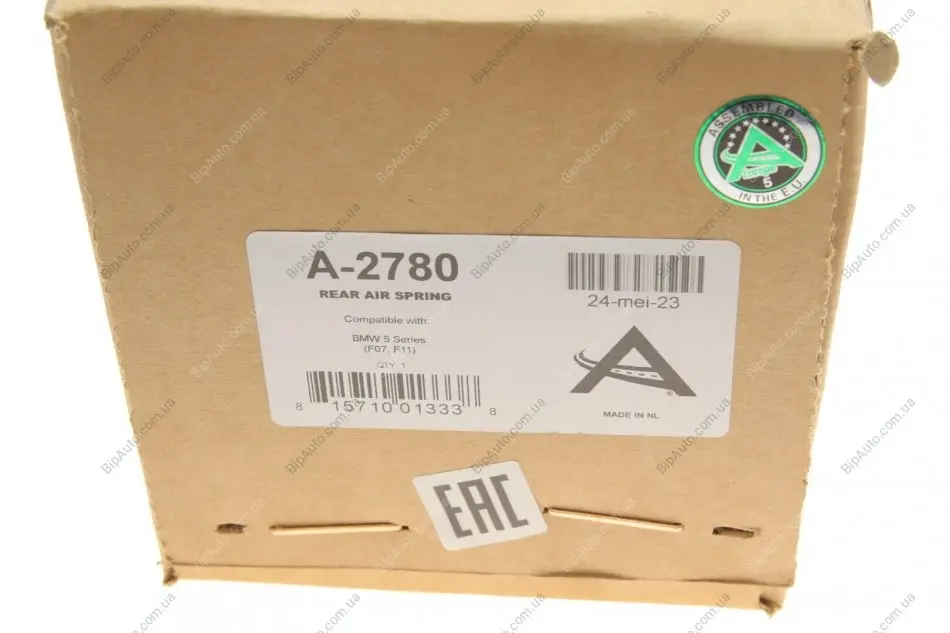 ASSEMBLED
5
IN THE E.U.
A-2780
REAR AIR SPRING
Compatible with:
BMW 5 Series
(F07, F11)
QTY: 1
8 15710 01333 8
24-mei-23
A
®
MADE IN NL
EAC
BipAuto.com.ua